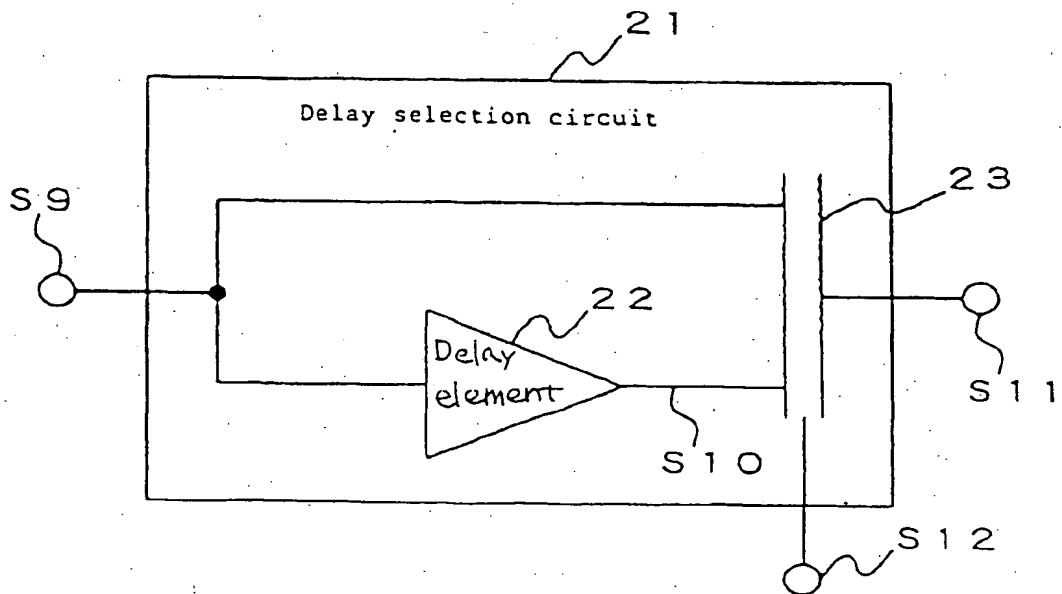 21
Delay selection circuit
S9
23
22
Delay
element
S11
S10
S12